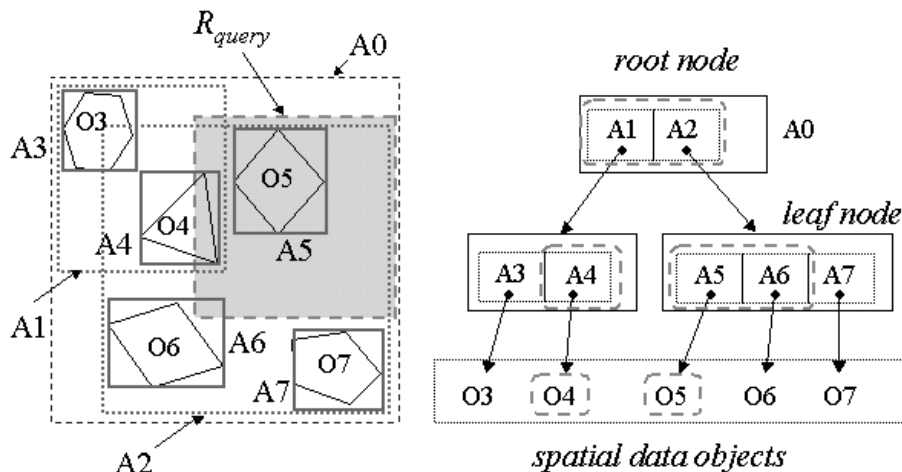 R_query
A0
O3
A3
O5
O4
A4
A5
A1
O6
A6
O7
A7
A2
root node
A1 A2
A0
leaf node
A3 A4
A5 A6 A7
O3 O4 O5 O6 O7
spatial data objects